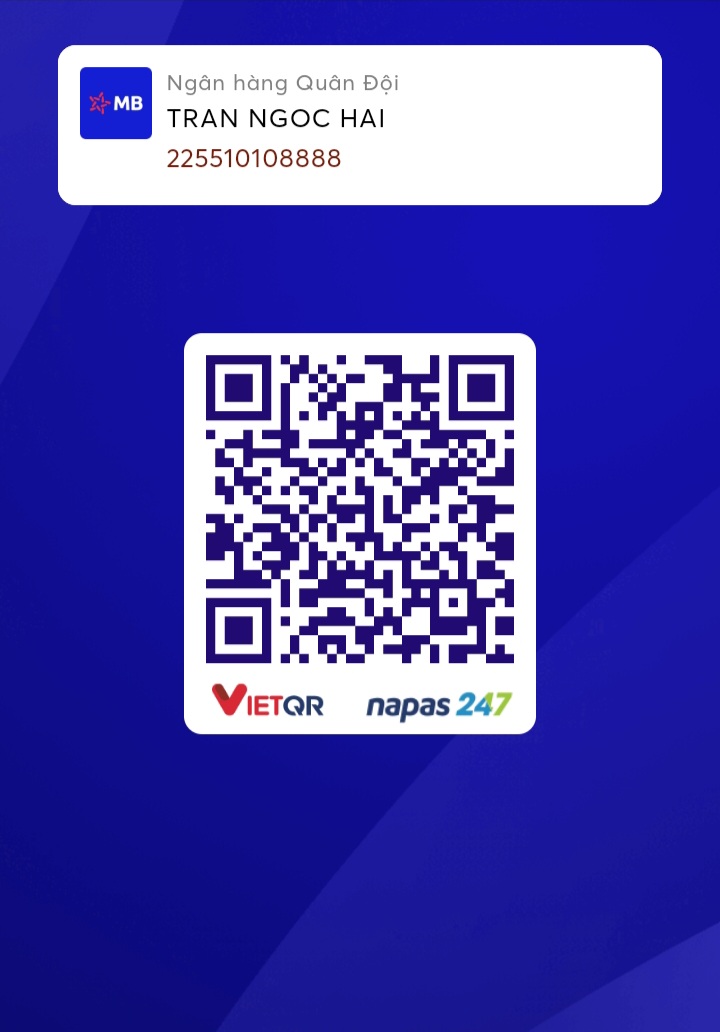 MB
Ngân hàng Quân Đội
TRAN NGOC HAI
225510108888
VIETQR
napas 247